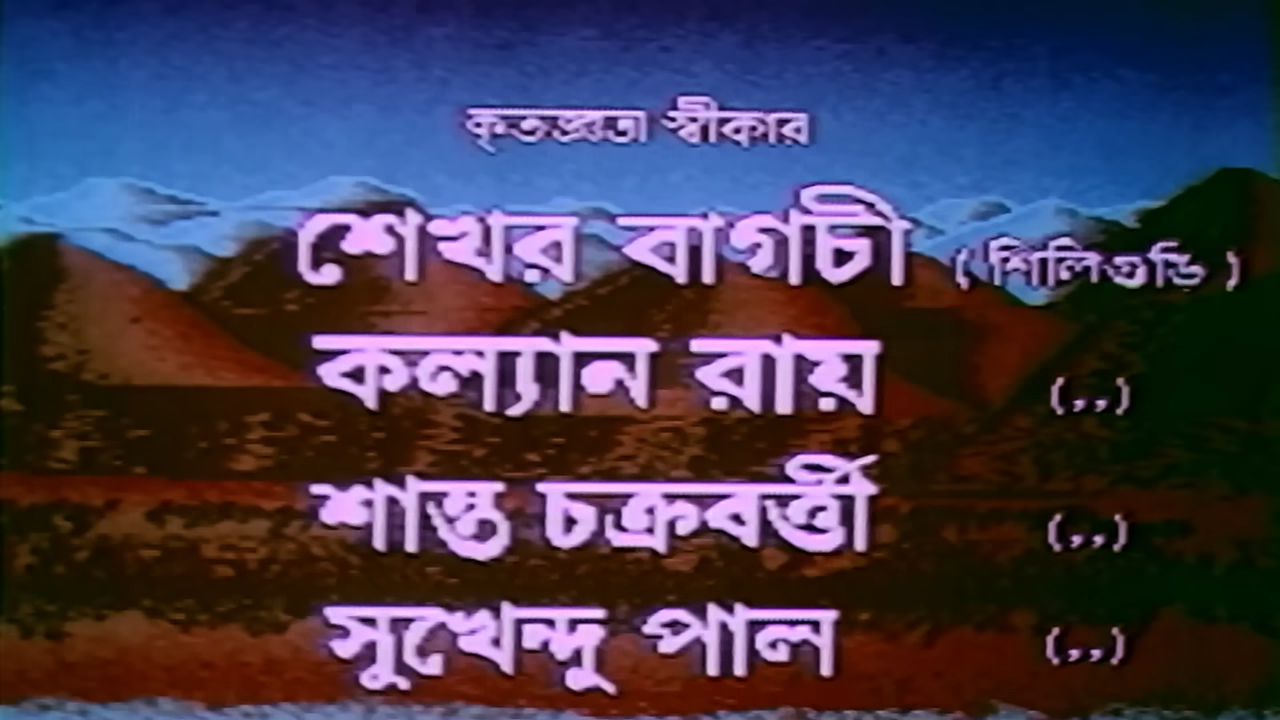 কৃতজ্ঞতা স্বীকার
শেখর বাগচী (শিলিগুড়ি)
কল্যান রায় (,,)
শান্ত চক্রবর্ত্তী (,,)
সুখেন্দু পাল (,,)